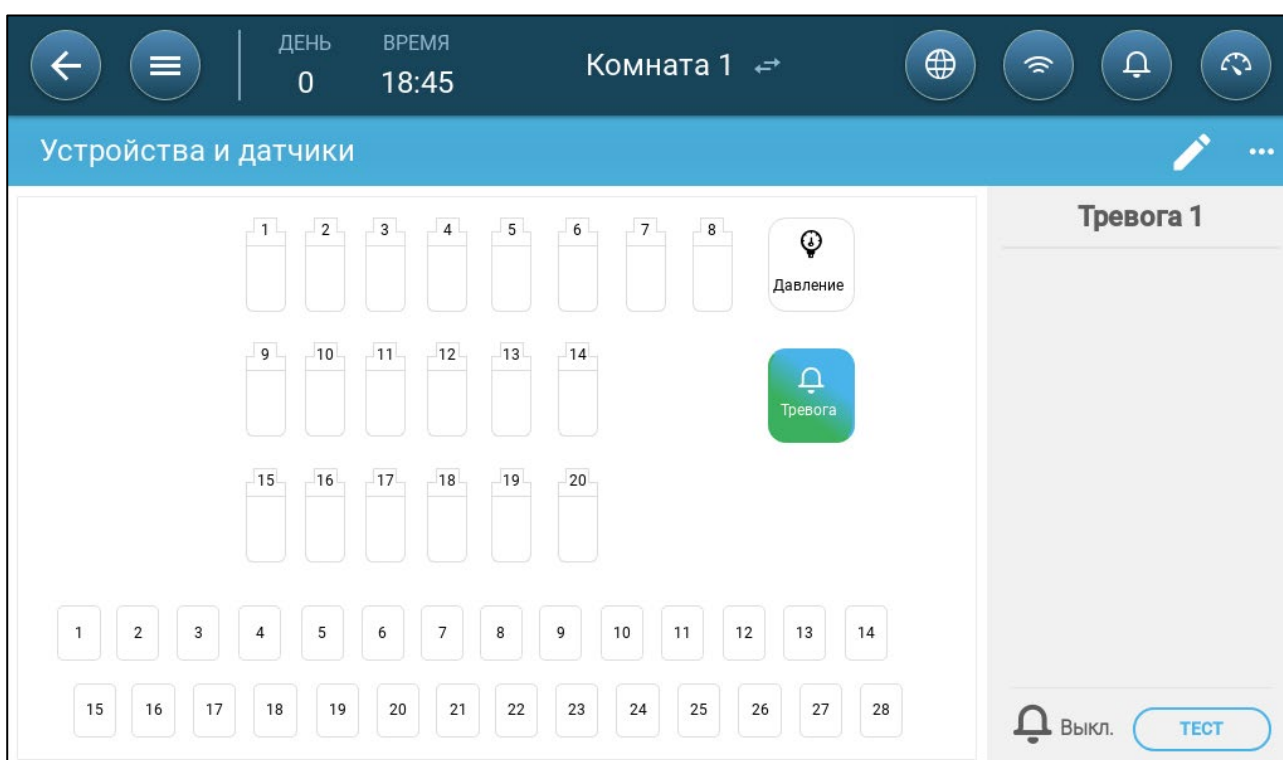 ДЕНЬ ВРЕМЯ
0 18:45 Комната 1
Устройства и датчики
Тревога 1
1 2 3 4 5 6 7 8
Давление
9 10 11 12 13 14
Тревога
15 16 17 18 19 20
1 2 3 4 5 6 7 8 9 10 11 12 13 14
15 16 17 18 19 20 21 22 23 24 25 26 27 28
Выкл. ТЕСТ